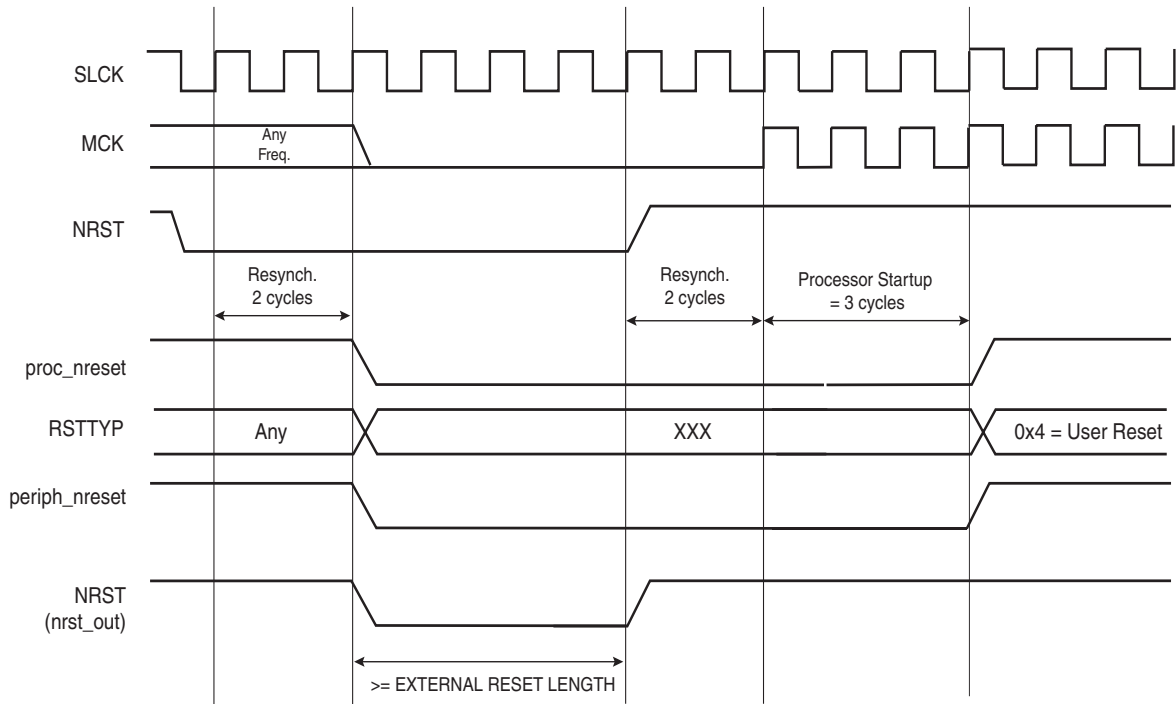 SLCK
MCK
Any
Freq.
NRST
Resynch.
2 cycles
Resynch.
2 cycles
Processor Startup
= 3 cycles
proc_nreset
RSTTYP
Any
XXX
0x4 = User Reset
periph_nreset
NRST
(nrst_out)
>= EXTERNAL RESET LENGTH